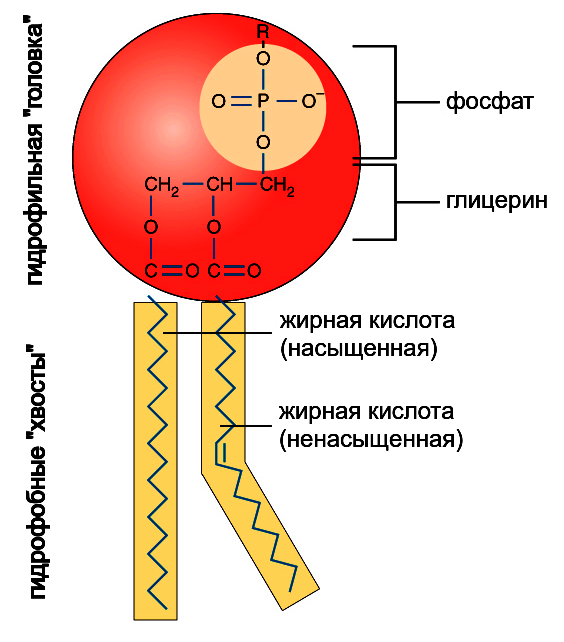 гидрофильная "головка"
R
O
O=P-O⁻
O
фосфат
CH₂-CH-CH₂
глицерин
O O
C=O C=O
жирная кислота
(насыщенная)
гидрофобные "хвосты"
жирная кислота
(ненасыщенная)